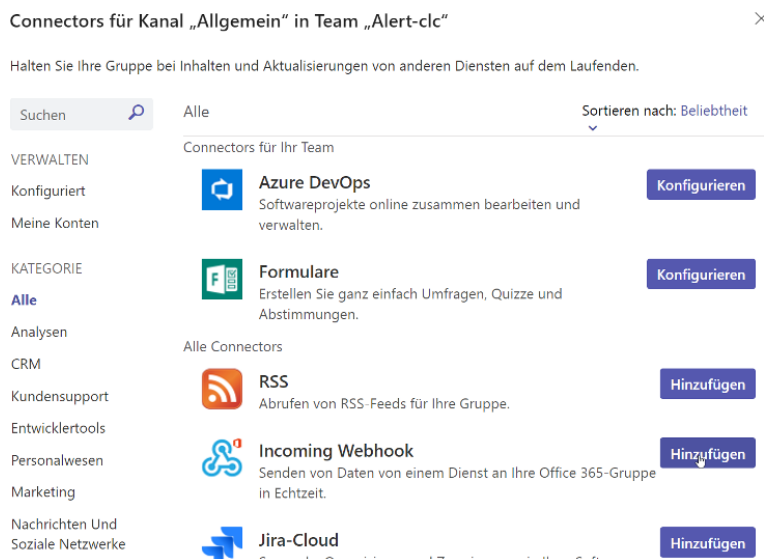 Connectors für Kanal „Allgemein“ in Team „Alert-clc“
Halten Sie Ihre Gruppe bei Inhalten und Aktualisierungen von anderen Diensten auf dem Laufenden.
Suchen
VERWALTEN
Konfiguriert
Meine Konten
KATEGORIE
Alle
Analysen
CRM
Kundensupport
Entwicklertools
Personalwesen
Marketing
Nachrichten Und
Soziale Netzwerke
Alle
Sortieren nach: Beliebtheit
Connectors für Ihr Team
Azure DevOps
Softwareprojekte online zusammen bearbeiten und
verwalten.
Konfigurieren
F
Formulare
Erstellen Sie ganz einfach Umfragen, Quizze und
Abstimmungen.
Konfigurieren
Alle Connectors
RSS
Abrufen von RSS-Feeds für Ihre Gruppe.
Hinzufügen
Incoming Webhook
Senden von Daten von einem Dienst an Ihre Office 365-Gruppe
in Echtzeit.
Hinzufügen
Jira-Cloud
Hinzufügen